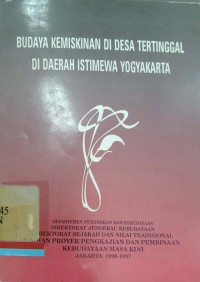 BUDAYA KEMISKINAN DI DESA TERTINGGAL
DI DAERAH ISTIMEWA YOGYAKARTA
DEPARTEMEN PENDIDIKAN DAN KEBUDAYAAN
DIREKTORAT JENDERAL KEBUDAYAAN
DIREKTORAT SEJARAH DAN NILAI TRADISIONAL
PROYEK PENGKAJIAN DAN PEMBINAAN
KEBUDAYAAN MASA KINI
JAKARTA 1996-1997
45
N